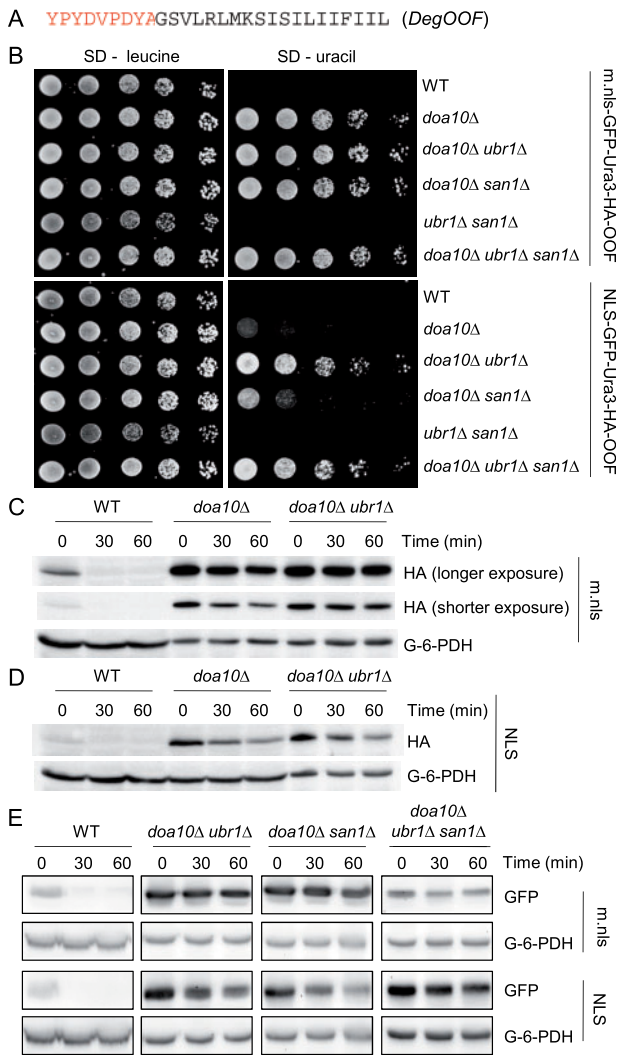 A YPYDVPDYAGSVLRLMKSISILIIFIIL (DegOOF)
B
SD - leucine SD - uracil
WT
doa10Δ
doa10Δ ubr1Δ
doa10Δ san1Δ
ubr1Δ san1Δ
doa10Δ ubr1Δ san1Δ
m.nls-GFP-Ura3-HA-OOF
WT
doa10Δ
doa10Δ ubr1Δ
doa10Δ san1Δ
ubr1Δ san1Δ
doa10Δ ubr1Δ san1Δ
NLS-GFP-Ura3-HA-OOF
C WT doa10Δ doa10Δ ubr1Δ
0 30 60 0 30 60 0 30 60 Time (min)
HA (longer exposure)
HA (shorter exposure)
G-6-PDH
m.nls
D WT doa10Δ doa10Δ ubr1Δ
0 30 60 0 30 60 0 30 60 Time (min)
HA
G-6-PDH
NLS
E WT doa10Δ ubr1Δ doa10Δ san1Δ doa10Δ
ubr1Δ san1Δ
0 30 60 0 30 60 0 30 60 0 30 60 Time (min)
GFP
G-6-PDH
m.nls
GFP
G-6-PDH
NLS